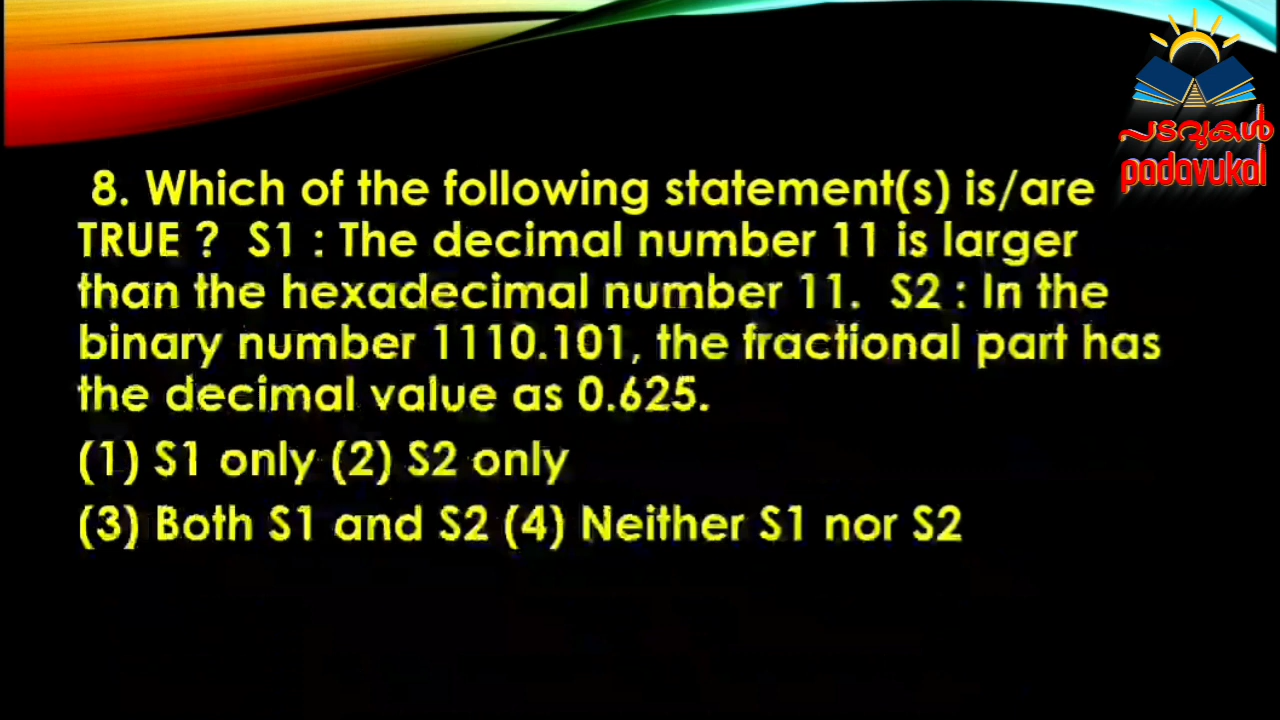 പടവുകൾ
padavukal
8. Which of the following statement(s) is/are
TRUE ? S1 : The decimal number 11 is larger
than the hexadecimal number 11. S2 : In the
binary number 1110.101, the fractional part has
the decimal value as 0.625.
(1) S1 only (2) S2 only
(3) Both S1 and S2 (4) Neither S1 nor S2